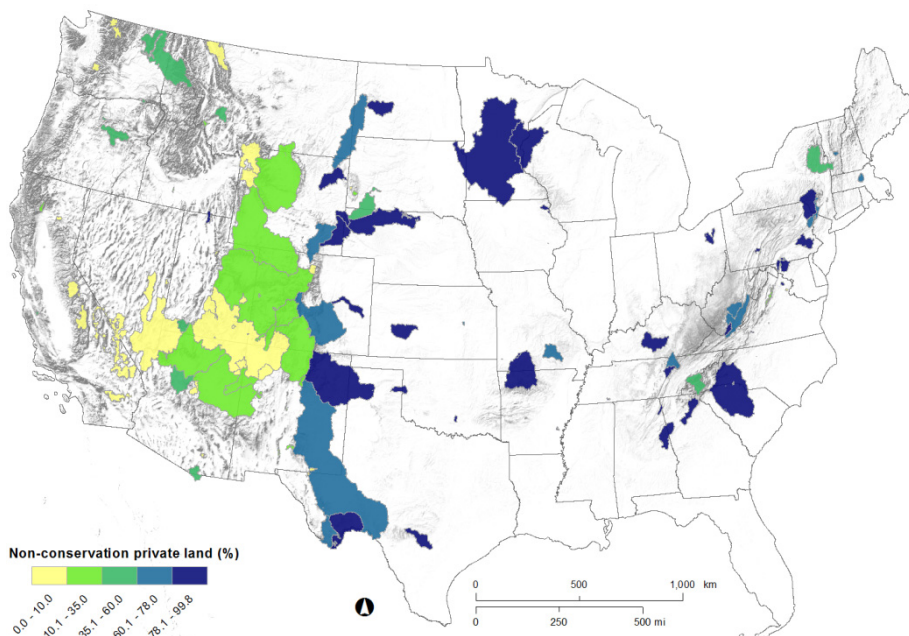 Non-conservation private land (%)
0.0 - 10.0
10.1 - 35.0
35.1 - 60.0
60.1 - 78.0
78.1 - 99.8
0 500 1,000 km
0 250 500 mi